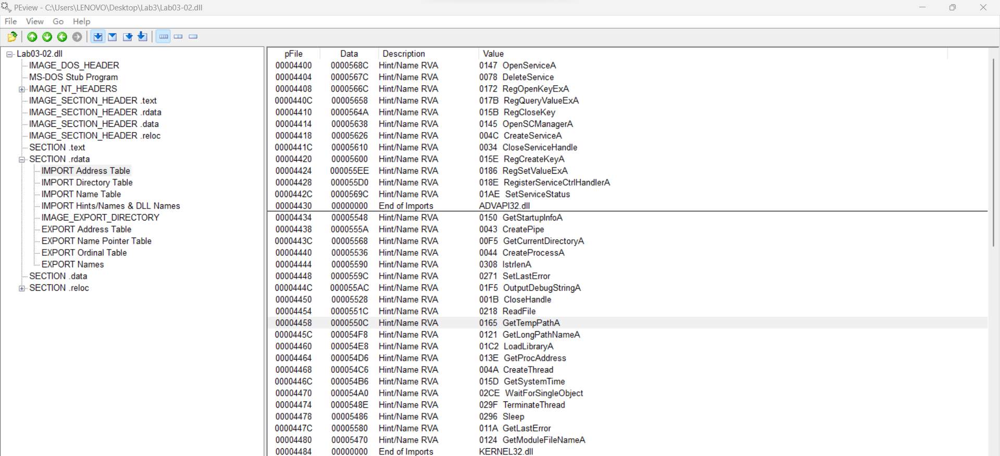 PEview - C:\Users\LENOVO\Desktop\Lab3\Lab03-02.dll
File View Go Help
Lab03-02.dll
IMAGE_DOS_HEADER
MS-DOS Stub Program
IMAGE_NT_HEADERS
IMAGE_SECTION_HEADER .text
IMAGE_SECTION_HEADER .rdata
IMAGE_SECTION_HEADER .data
IMAGE_SECTION_HEADER .reloc
SECTION .text
SECTION .rdata
IMPORT Address Table
IMPORT Directory Table
IMPORT Name Table
IMPORT Hints/Names & DLL Names
IMAGE_EXPORT_DIRECTORY
EXPORT Address Table
EXPORT Name Pointer Table
EXPORT Ordinal Table
EXPORT Names
SECTION .data
SECTION .reloc
pFile Data Description Value
00004400 0000568C Hint/Name RVA 0147 OpenServiceA
00004404 0000567C Hint/Name RVA 0078 DeleteService
00004408 0000566C Hint/Name RVA 0172 RegOpenKeyExA
0000440C 00005658 Hint/Name RVA 017B RegQueryValueExA
00004410 0000564A Hint/Name RVA 015B RegCloseKey
00004414 00005638 Hint/Name RVA 0145 OpenSCManagerA
00004418 00005626 Hint/Name RVA 004C CreateServiceA
0000441C 00005610 Hint/Name RVA 0034 CloseServiceHandle
00004420 00005600 Hint/Name RVA 015E RegCreateKeyA
00004424 000055EE Hint/Name RVA 0186 RegSetValueExA
00004428 000055D0 Hint/Name RVA 018E RegisterServiceCtrlHandlerA
0000442C 0000569C Hint/Name RVA 01AE SetServiceStatus
00004430 00000000 End of Imports ADVAPI32.dll
00004434 00005548 Hint/Name RVA 0150 GetStartupInfoA
00004438 0000555A Hint/Name RVA 0043 CreatePipe
0000443C 00005568 Hint/Name RVA 00F5 GetCurrentDirectoryA
00004440 00005536 Hint/Name RVA 0044 CreateProcessA
00004444 00005590 Hint/Name RVA 0308 lstrlenA
00004448 0000559C Hint/Name RVA 0271 SetLastError
0000444C 000055AC Hint/Name RVA 01F5 OutputDebugStringA
00004450 00005528 Hint/Name RVA 001B CloseHandle
00004454 0000551C Hint/Name RVA 0218 ReadFile
00004458 0000550C Hint/Name RVA 0165 GetTempPathA
0000445C 000054F8 Hint/Name RVA 0121 GetLongPathNameA
00004460 000054E8 Hint/Name RVA 01C2 LoadLibraryA
00004464 000054D6 Hint/Name RVA 013E GetProcAddress
00004468 000054C6 Hint/Name RVA 004A CreateThread
0000446C 000054B6 Hint/Name RVA 015D GetSystemTime
00004470 000054A0 Hint/Name RVA 02CE WaitForSingleObject
00004474 0000548E Hint/Name RVA 029F TerminateThread
00004478 00005486 Hint/Name RVA 0296 Sleep
0000447C 00005580 Hint/Name RVA 011A GetLastError
00004480 00005470 Hint/Name RVA 0124 GetModuleFileNameA
00004484 00000000 End of Imports KERNEL32.dll